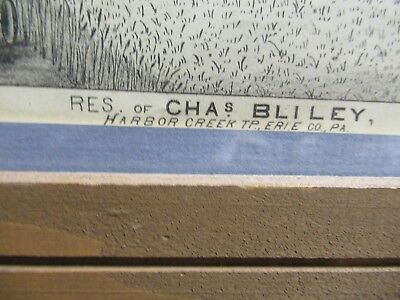 RES. OF CHAS BLILEY,
HARBOR CREEK TP., ERIE CO., PA.